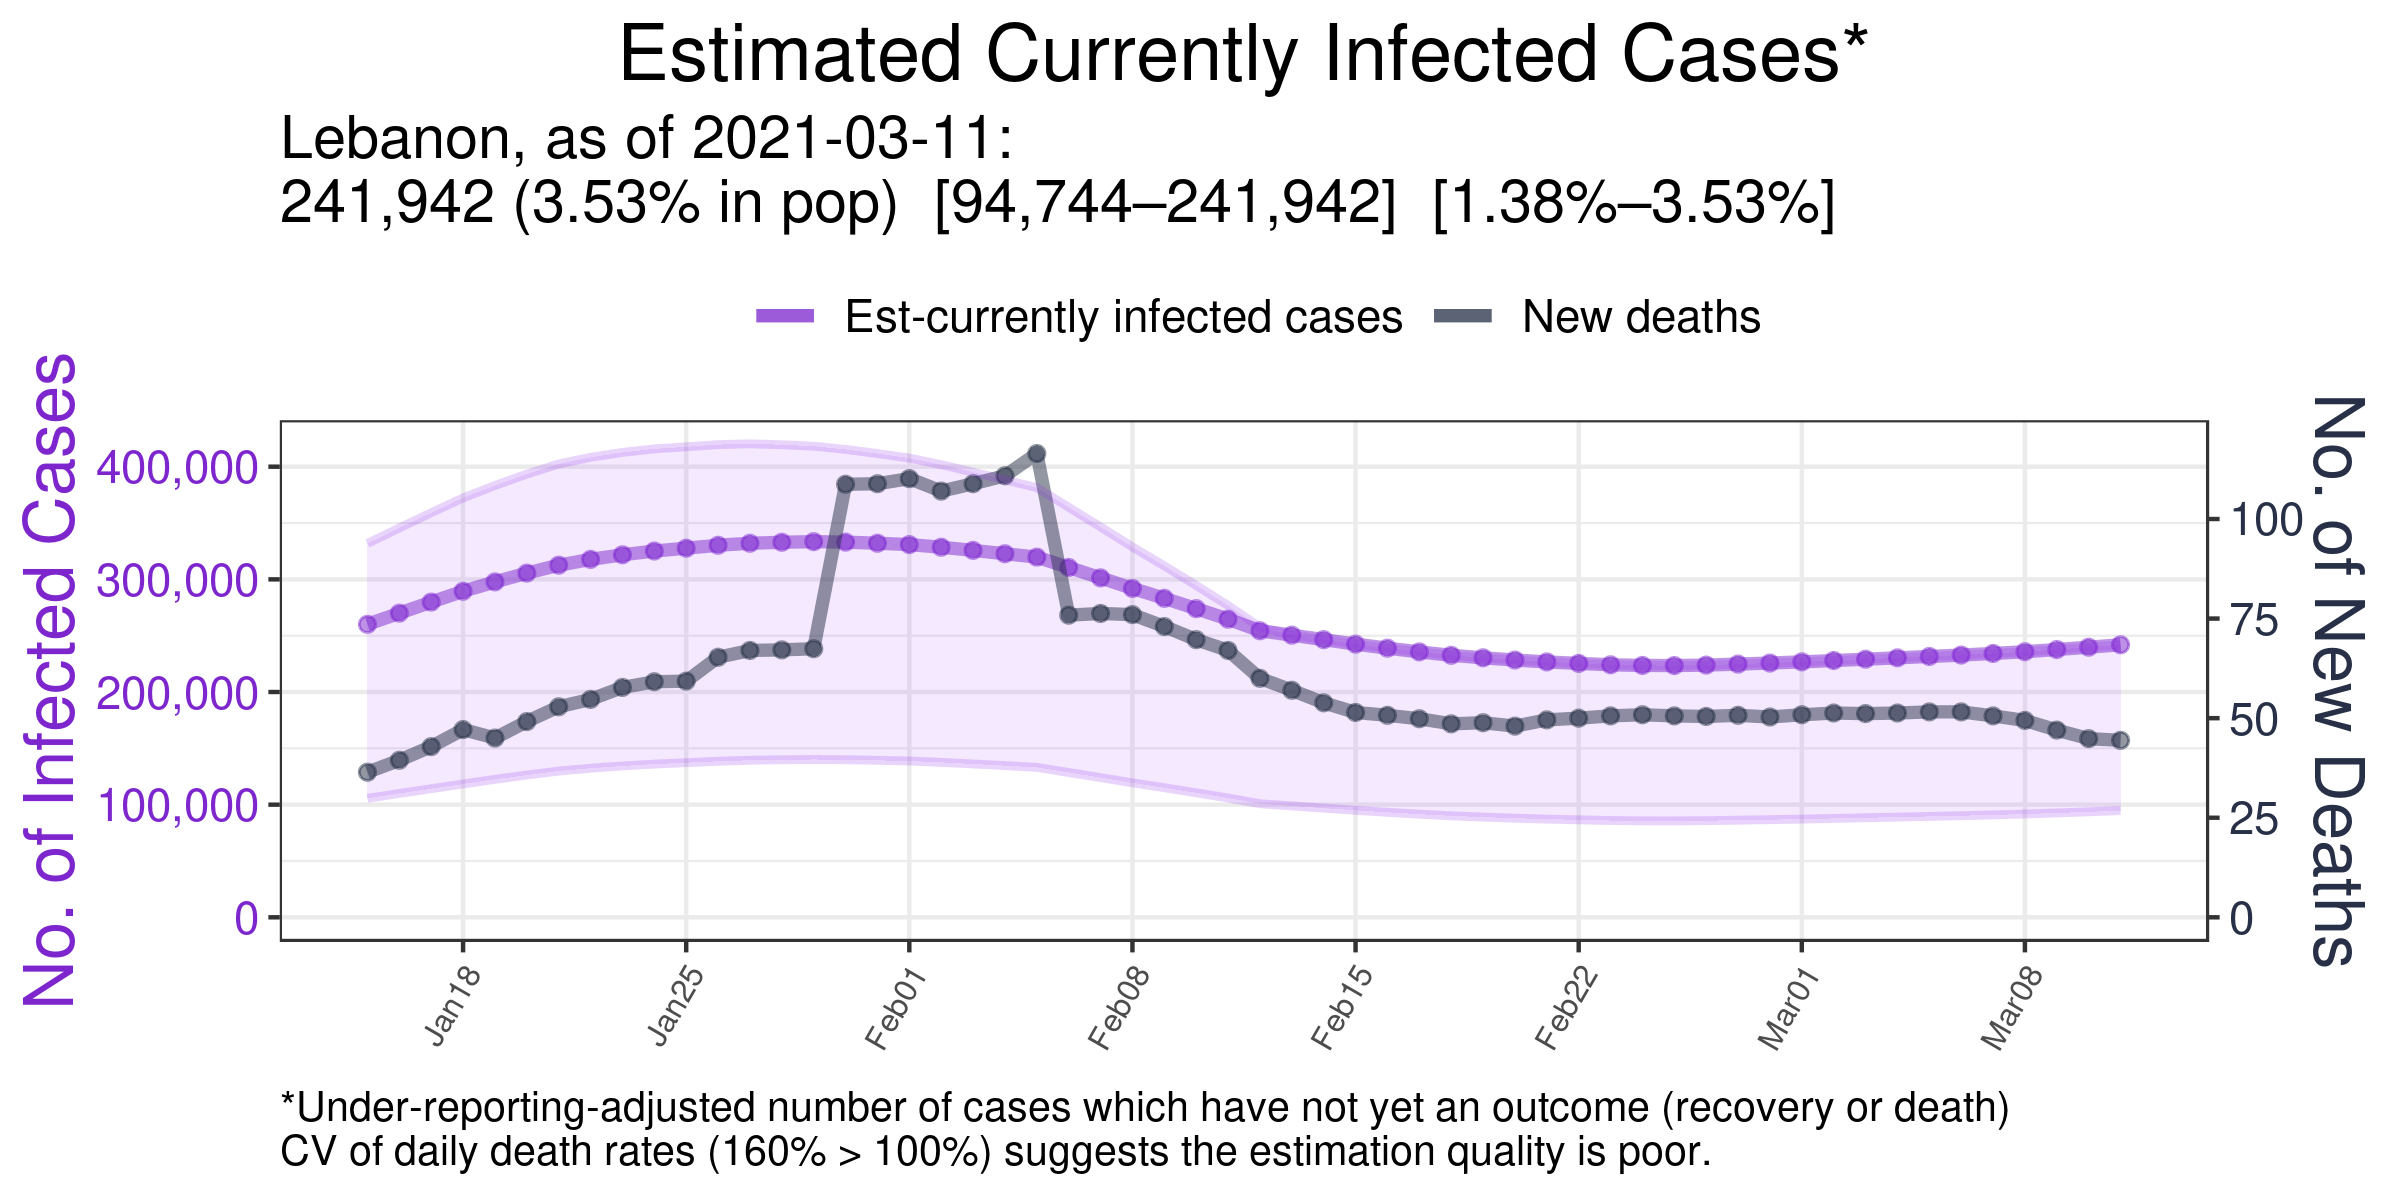 Estimated Currently Infected Cases*
Lebanon, as of 2021-03-11:
241,942 (3.53% in pop)  [94,744–241,942]  [1.38%–3.53%]
Est-currently infected cases
New deaths
No. of Infected Cases
400,000
300,000
200,000
100,000
0
No. of New Deaths
100
75
50
25
0
Jan18
Jan25
Feb01
Feb08
Feb15
Feb22
Mar01
Mar08
*Under-reporting-adjusted number of cases which have not yet an outcome (recovery or death)
CV of daily death rates (160% > 100%) suggests the estimation quality is poor.